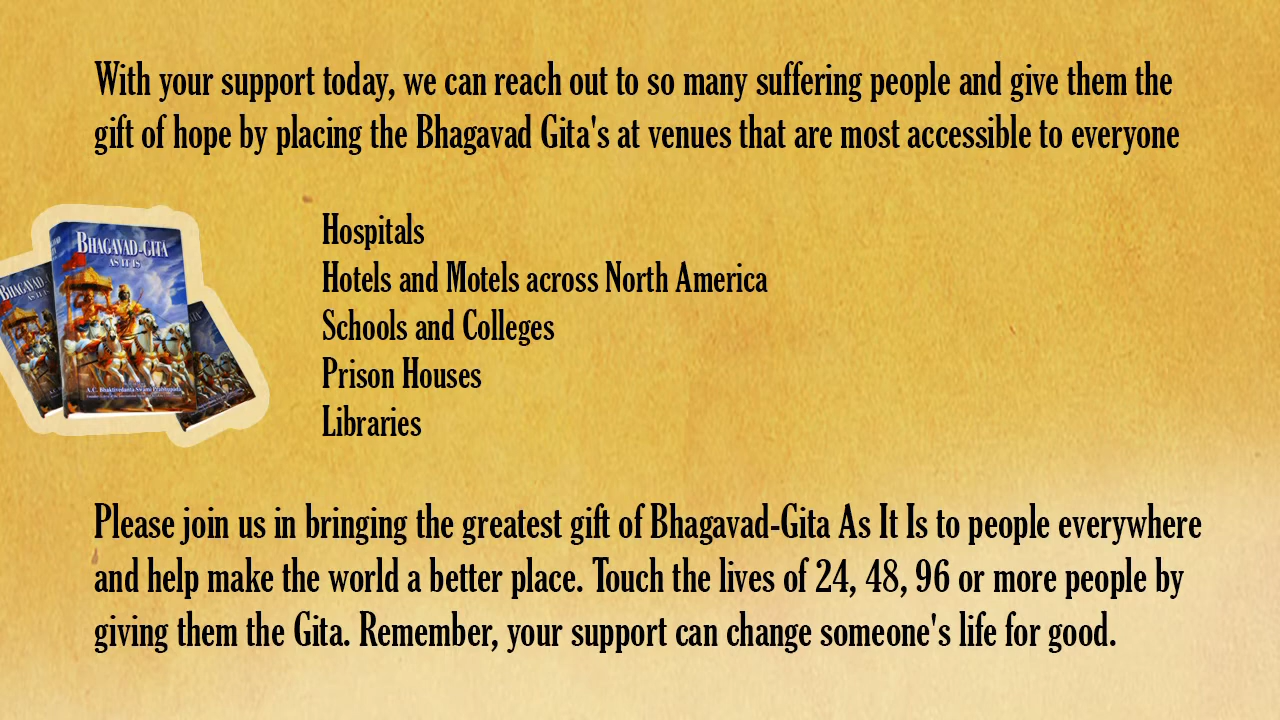 With your support today, we can reach out to so many suffering people and give them the
gift of hope by placing the Bhagavad Gita's at venues that are most accessible to everyone
BHAGAVAD-GITA
AS IT IS
A.C. Bhaktivedanta Swami Prabhupada
Hospitals
Hotels and Motels across North America
Schools and Colleges
Prison Houses
Libraries
Please join us in bringing the greatest gift of Bhagavad-Gita As It Is to people everywhere
and help make the world a better place. Touch the lives of 24, 48, 96 or more people by
giving them the Gita. Remember, your support can change someone's life for good.